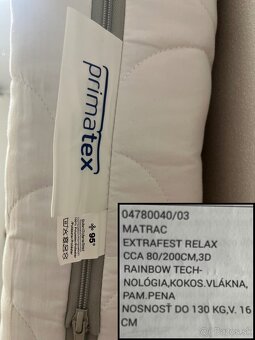 primatex
95°
04780040/03
MATRAC
EXTRAFEST RELAX
CCA 80/200CM,3D
RAINBOW TECH-
NOLÓGIA,KOKOS.VLÁKNA,
PAM.PENA
NOSNOSŤ DO 130 KG,V. 16
CM